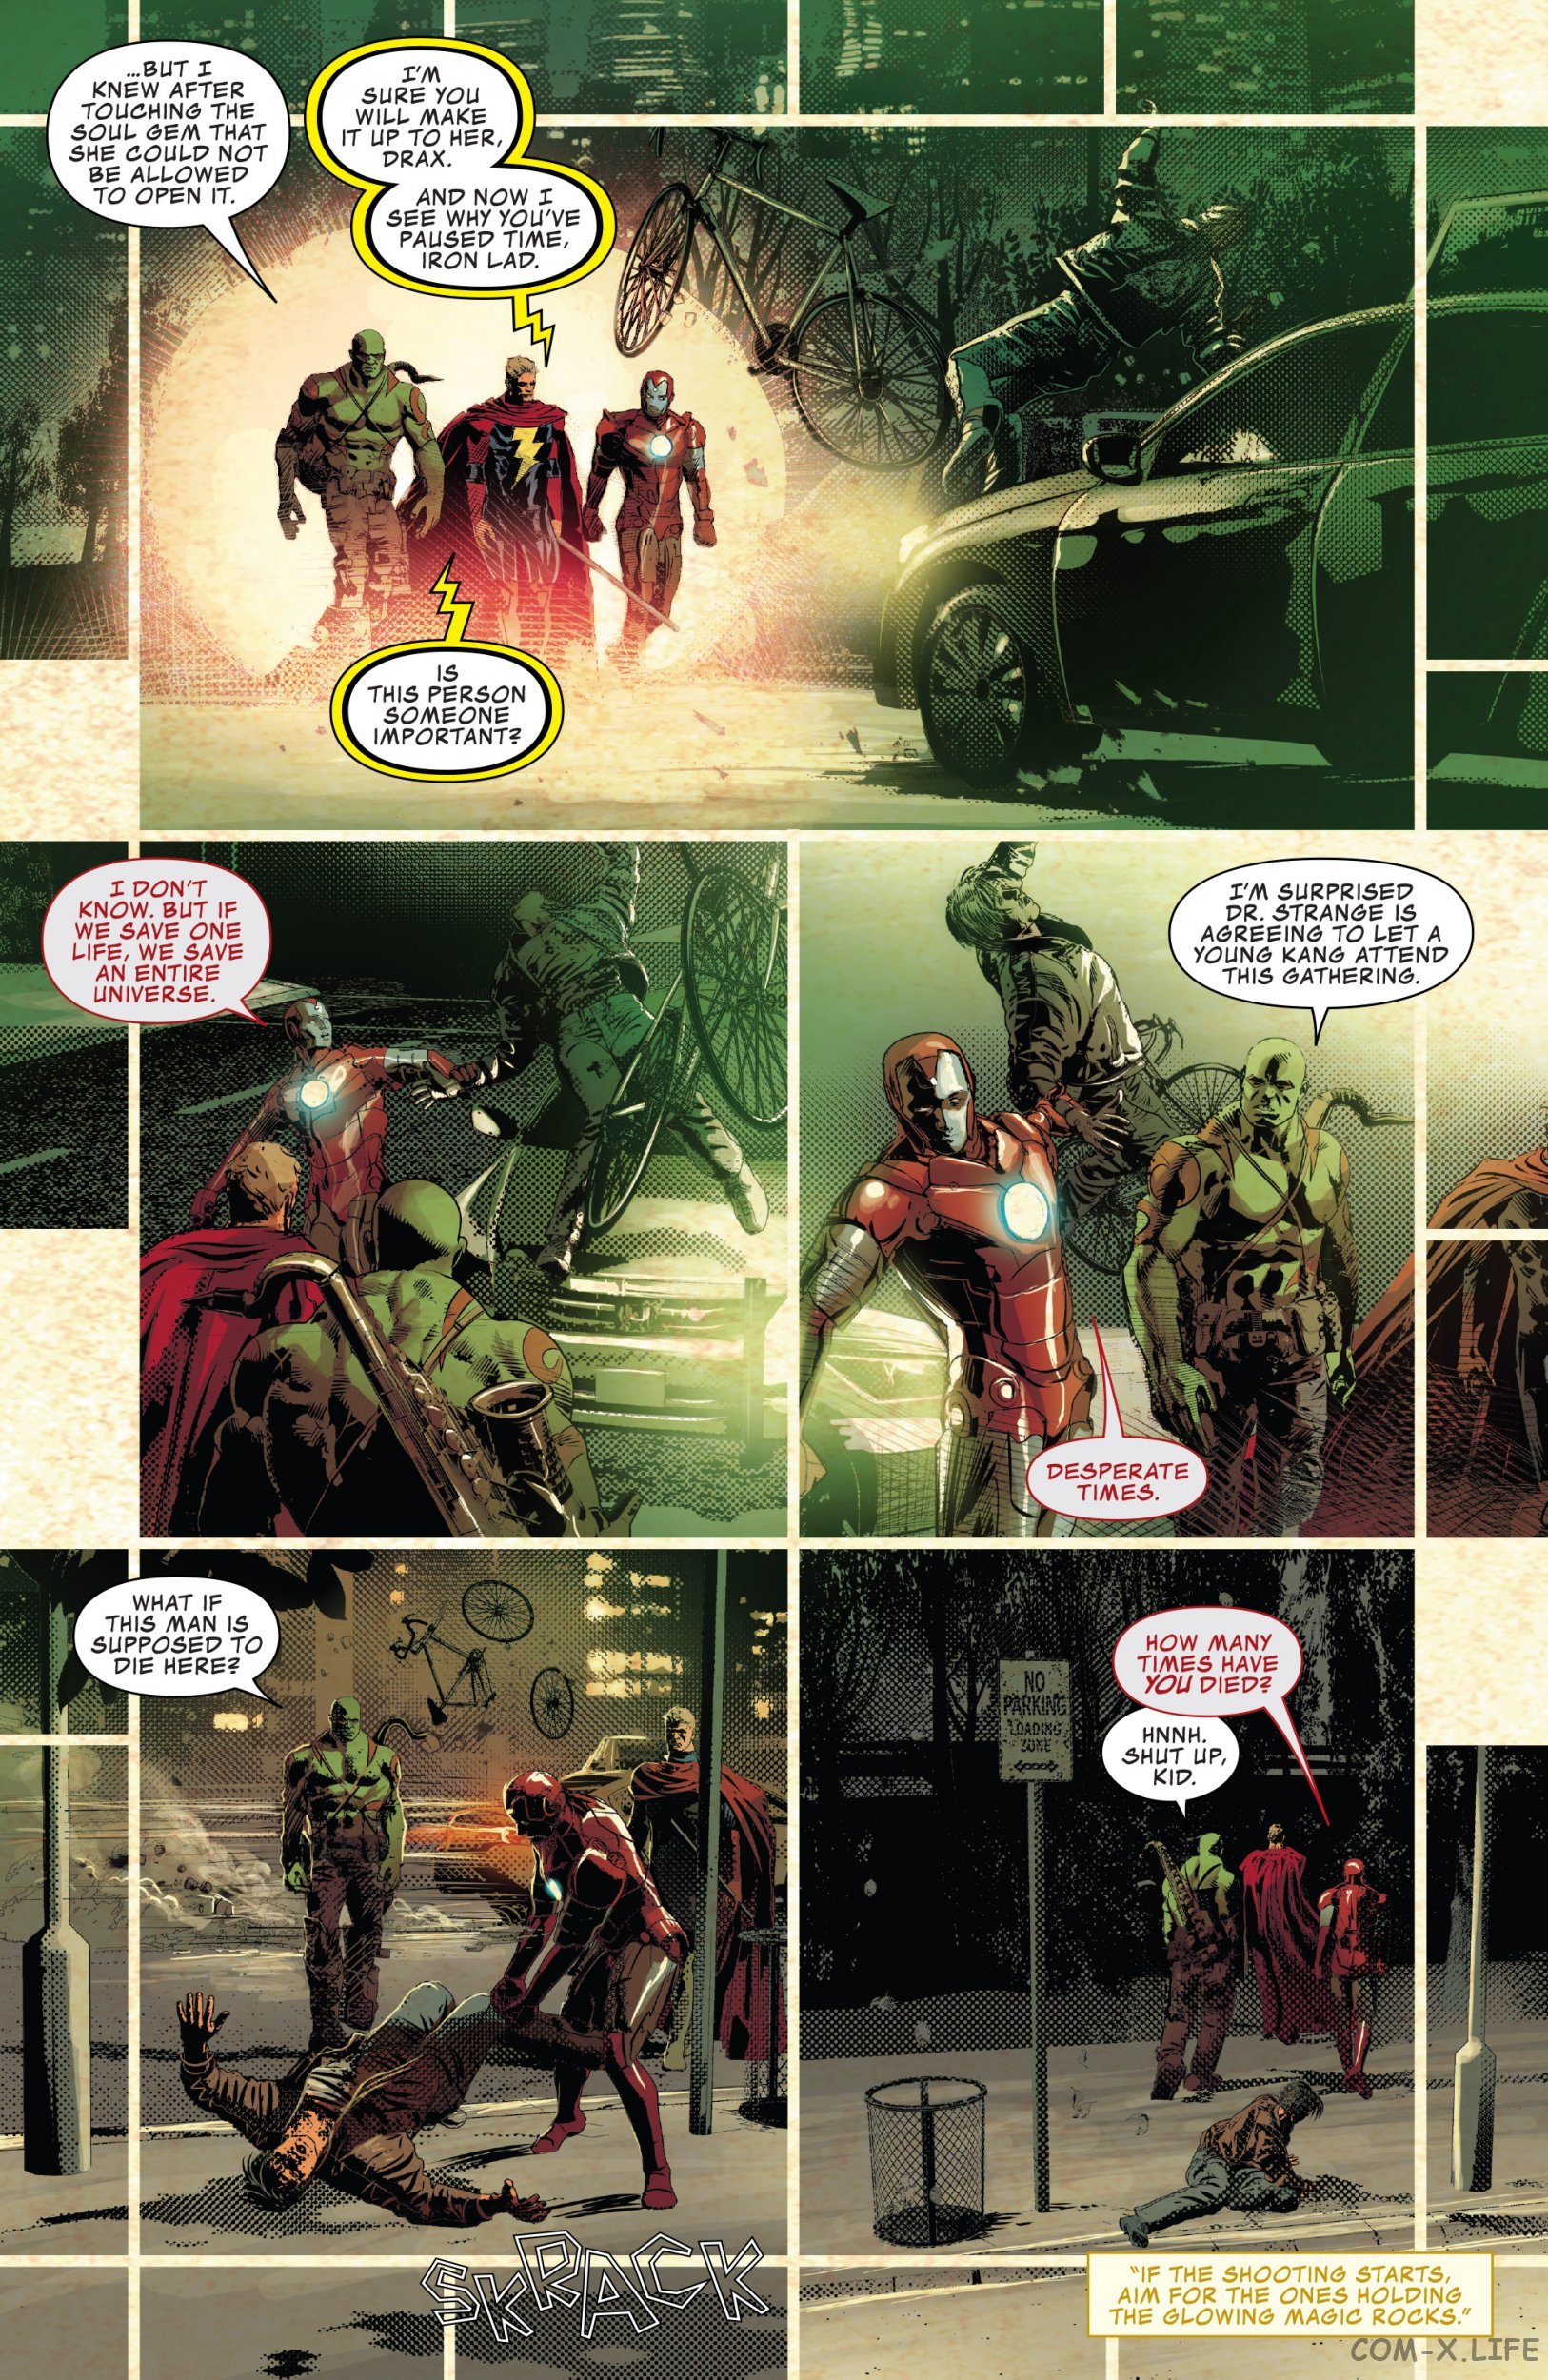 ...BUT I
KNEW AFTER
TOUCHING THE
SOUL GEM THAT
SHE COULD NOT
BE ALLOWED
TO OPEN IT.
I'M
SURE YOU
WILL MAKE
IT UP TO HER,
DRAX.
AND NOW I
SEE WHY YOU'VE
PAUSED TIME,
IRON LAD.
IS
THIS PERSON
SOMEONE
IMPORTANT?
I DON'T
KNOW. BUT IF
WE SAVE ONE
LIFE, WE SAVE
AN ENTIRE
UNIVERSE.
I'M SURPRISED
DR. STRANGE IS
AGREEING TO LET A
YOUNG KANG ATTEND
THIS GATHERING.
DESPERATE
TIMES.
WHAT IF
THIS MAN IS
SUPPOSED TO
DIE HERE?
SKRACK
HOW MANY
TIMES HAVE
YOU DIED?
HNNH.
SHUT UP,
KID.
NO
PARKING
LOADING
ZONE
"IF THE SHOOTING STARTS,
AIM FOR THE ONES HOLDING
THE GLOWING MAGIC ROCKS."
COM-X.LIFE